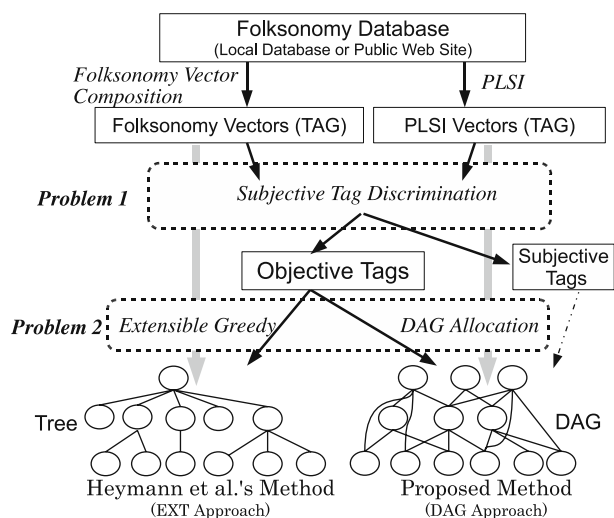 Folksonomy Database
(Local Database or Public Web Site)
Folksonomy Vector
Composition
PLSI
Folksonomy Vectors (TAG)
PLSI Vectors (TAG)
Problem 1
Subjective Tag Discrimination
Objective Tags
Subjective
Tags
Problem 2
Extensible Greedy
DAG Allocation
Tree
DAG
Heymann et al.'s Method
(EXT Approach)
Proposed Method
(DAG Approach)